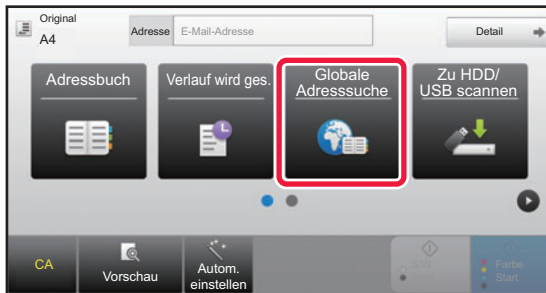 Original
A4
Adresse
E-Mail-Adresse
Detail
Adressbuch
Verlauf wird ges.
Globale
Adresssuche
Zu HDD/
USB scannen
CA
Vorschau
Autom.
einstellen
S/W
Start
Farbe
Start